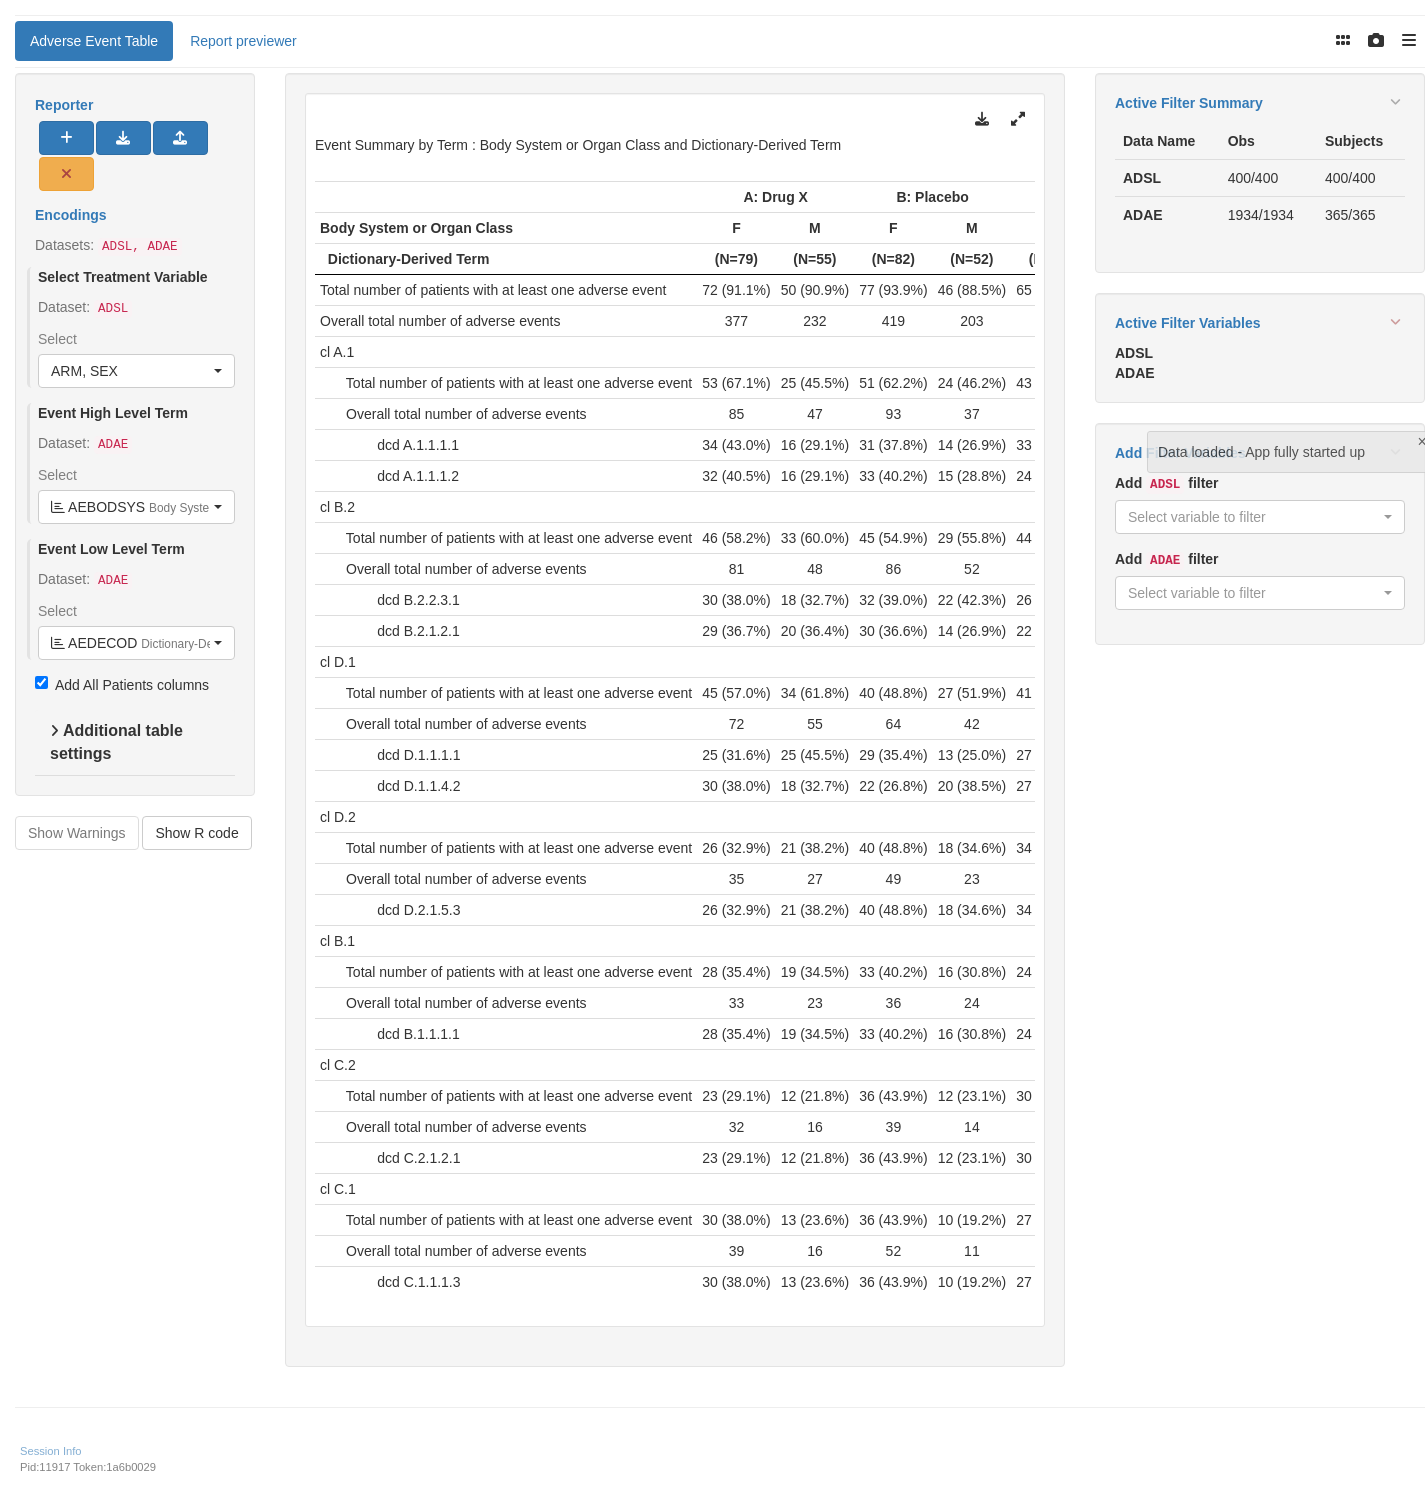 Adverse Event Table Report previewer
Reporter
Encodings
Datasets: ADSL, ADAE
Select Treatment Variable
Dataset: ADSL
Select
ARM, SEX
Event High Level Term
Dataset: ADAE
Select
AEBODSYS Body Syste
Event Low Level Term
Dataset: ADAE
Select
AEDECOD Dictionary-De
Add All Patients columns
Additional table
settings
Show Warnings Show R code
Event Summary by Term : Body System or Organ Class and Dictionary-Derived Term
A: Drug X B: Placebo
Body System or Organ Class F M F M
Dictionary-Derived Term (N=79) (N=55) (N=82) (N=52) (
Total number of patients with at least one adverse event 72 (91.1%) 50 (90.9%) 77 (93.9%) 46 (88.5%) 65
Overall total number of adverse events 377 232 419 203
cl A.1
Total number of patients with at least one adverse event 53 (67.1%) 25 (45.5%) 51 (62.2%) 24 (46.2%) 43
Overall total number of adverse events 85 47 93 37
dcd A.1.1.1.1 34 (43.0%) 16 (29.1%) 31 (37.8%) 14 (26.9%) 33
dcd A.1.1.1.2 32 (40.5%) 16 (29.1%) 33 (40.2%) 15 (28.8%) 24
cl B.2
Total number of patients with at least one adverse event 46 (58.2%) 33 (60.0%) 45 (54.9%) 29 (55.8%) 44
Overall total number of adverse events 81 48 86 52
dcd B.2.2.3.1 30 (38.0%) 18 (32.7%) 32 (39.0%) 22 (42.3%) 26
dcd B.2.1.2.1 29 (36.7%) 20 (36.4%) 30 (36.6%) 14 (26.9%) 22
cl D.1
Total number of patients with at least one adverse event 45 (57.0%) 34 (61.8%) 40 (48.8%) 27 (51.9%) 41
Overall total number of adverse events 72 55 64 42
dcd D.1.1.1.1 25 (31.6%) 25 (45.5%) 29 (35.4%) 13 (25.0%) 27
dcd D.1.1.4.2 30 (38.0%) 18 (32.7%) 22 (26.8%) 20 (38.5%) 27
cl D.2
Total number of patients with at least one adverse event 26 (32.9%) 21 (38.2%) 40 (48.8%) 18 (34.6%) 34
Overall total number of adverse events 35 27 49 23
dcd D.2.1.5.3 26 (32.9%) 21 (38.2%) 40 (48.8%) 18 (34.6%) 34
cl B.1
Total number of patients with at least one adverse event 28 (35.4%) 19 (34.5%) 33 (40.2%) 16 (30.8%) 24
Overall total number of adverse events 33 23 36 24
dcd B.1.1.1.1 28 (35.4%) 19 (34.5%) 33 (40.2%) 16 (30.8%) 24
cl C.2
Total number of patients with at least one adverse event 23 (29.1%) 12 (21.8%) 36 (43.9%) 12 (23.1%) 30
Overall total number of adverse events 32 16 39 14
dcd C.2.1.2.1 23 (29.1%) 12 (21.8%) 36 (43.9%) 12 (23.1%) 30
cl C.1
Total number of patients with at least one adverse event 30 (38.0%) 13 (23.6%) 36 (43.9%) 10 (19.2%) 27
Overall total number of adverse events 39 16 52 11
dcd C.1.1.1.3 30 (38.0%) 13 (23.6%) 36 (43.9%) 10 (19.2%) 27
Active Filter Summary
Data Name Obs Subjects
ADSL 400/400 400/400
ADAE 1934/1934 365/365
Active Filter Variables
ADSL
ADAE
Add
Data loaded - App fully started up ×
Add ADSL filter
Select variable to filter
Add ADAE filter
Select variable to filter
Session Info
Pid:11917 Token:1a6b0029